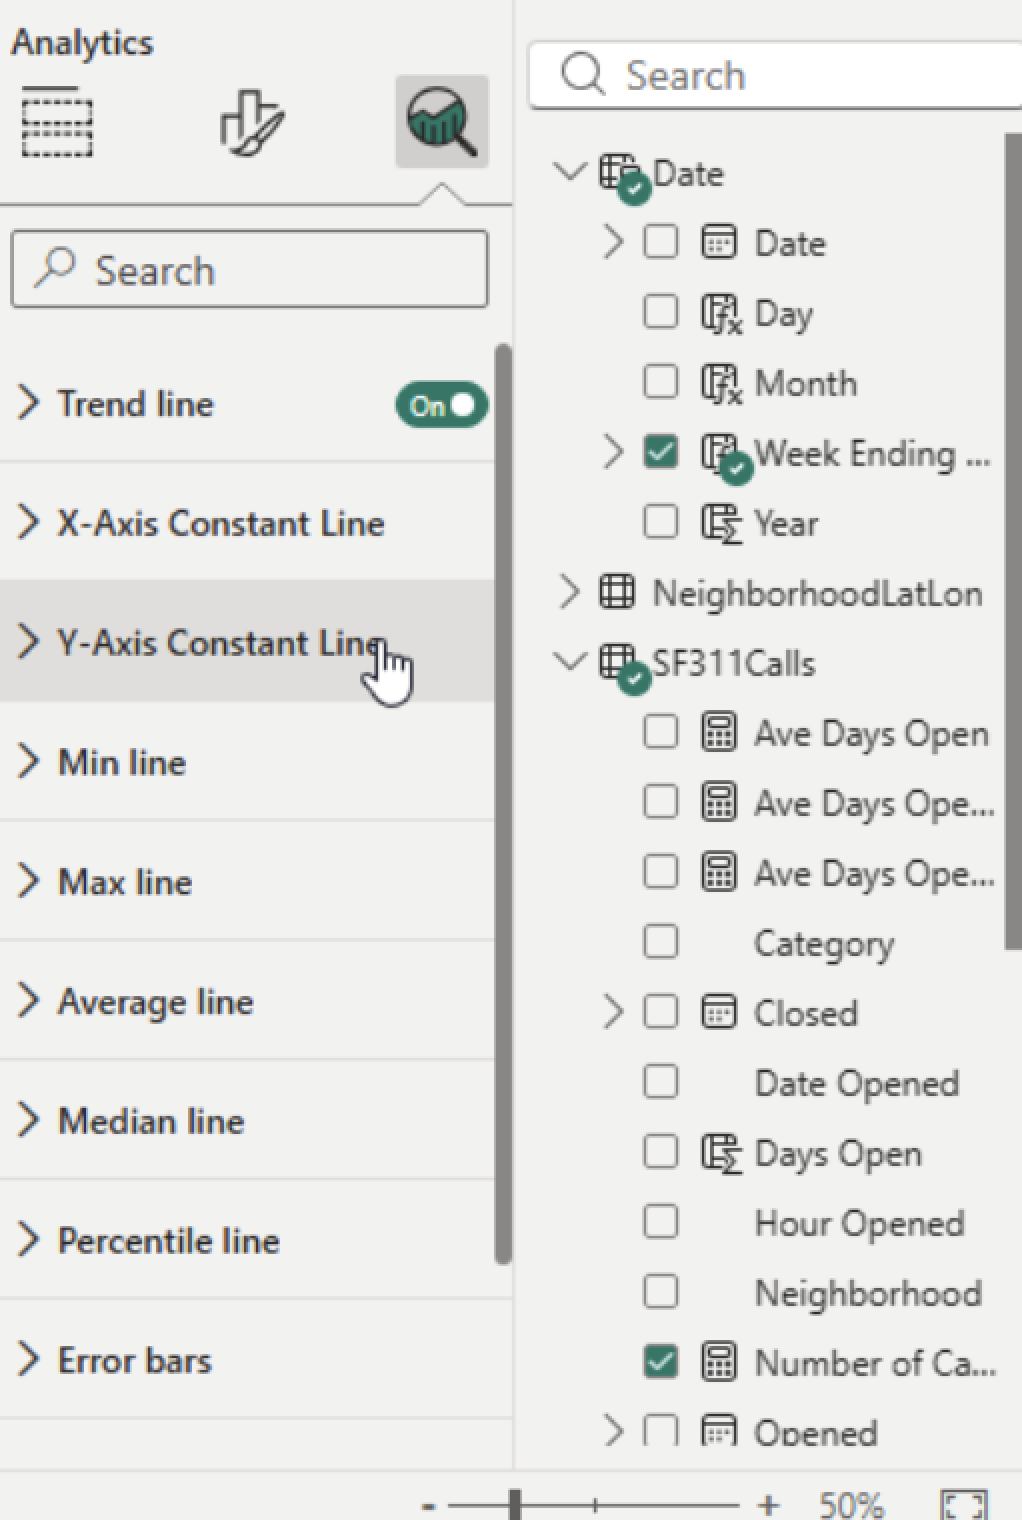 Analytics
Search
Trend line
On
X-Axis Constant Line
Y-Axis Constant Line
Min line
Max line
Average line
Median line
Percentile line
Error bars
Search
Date
Date
Day
Month
Week Ending ...
Year
NeighborhoodLatLon
SF311Calls
Ave Days Open
Ave Days Ope...
Ave Days Ope...
Category
Closed
Date Opened
Days Open
Hour Opened
Neighborhood
Number of Ca...
Opened
- + 50%